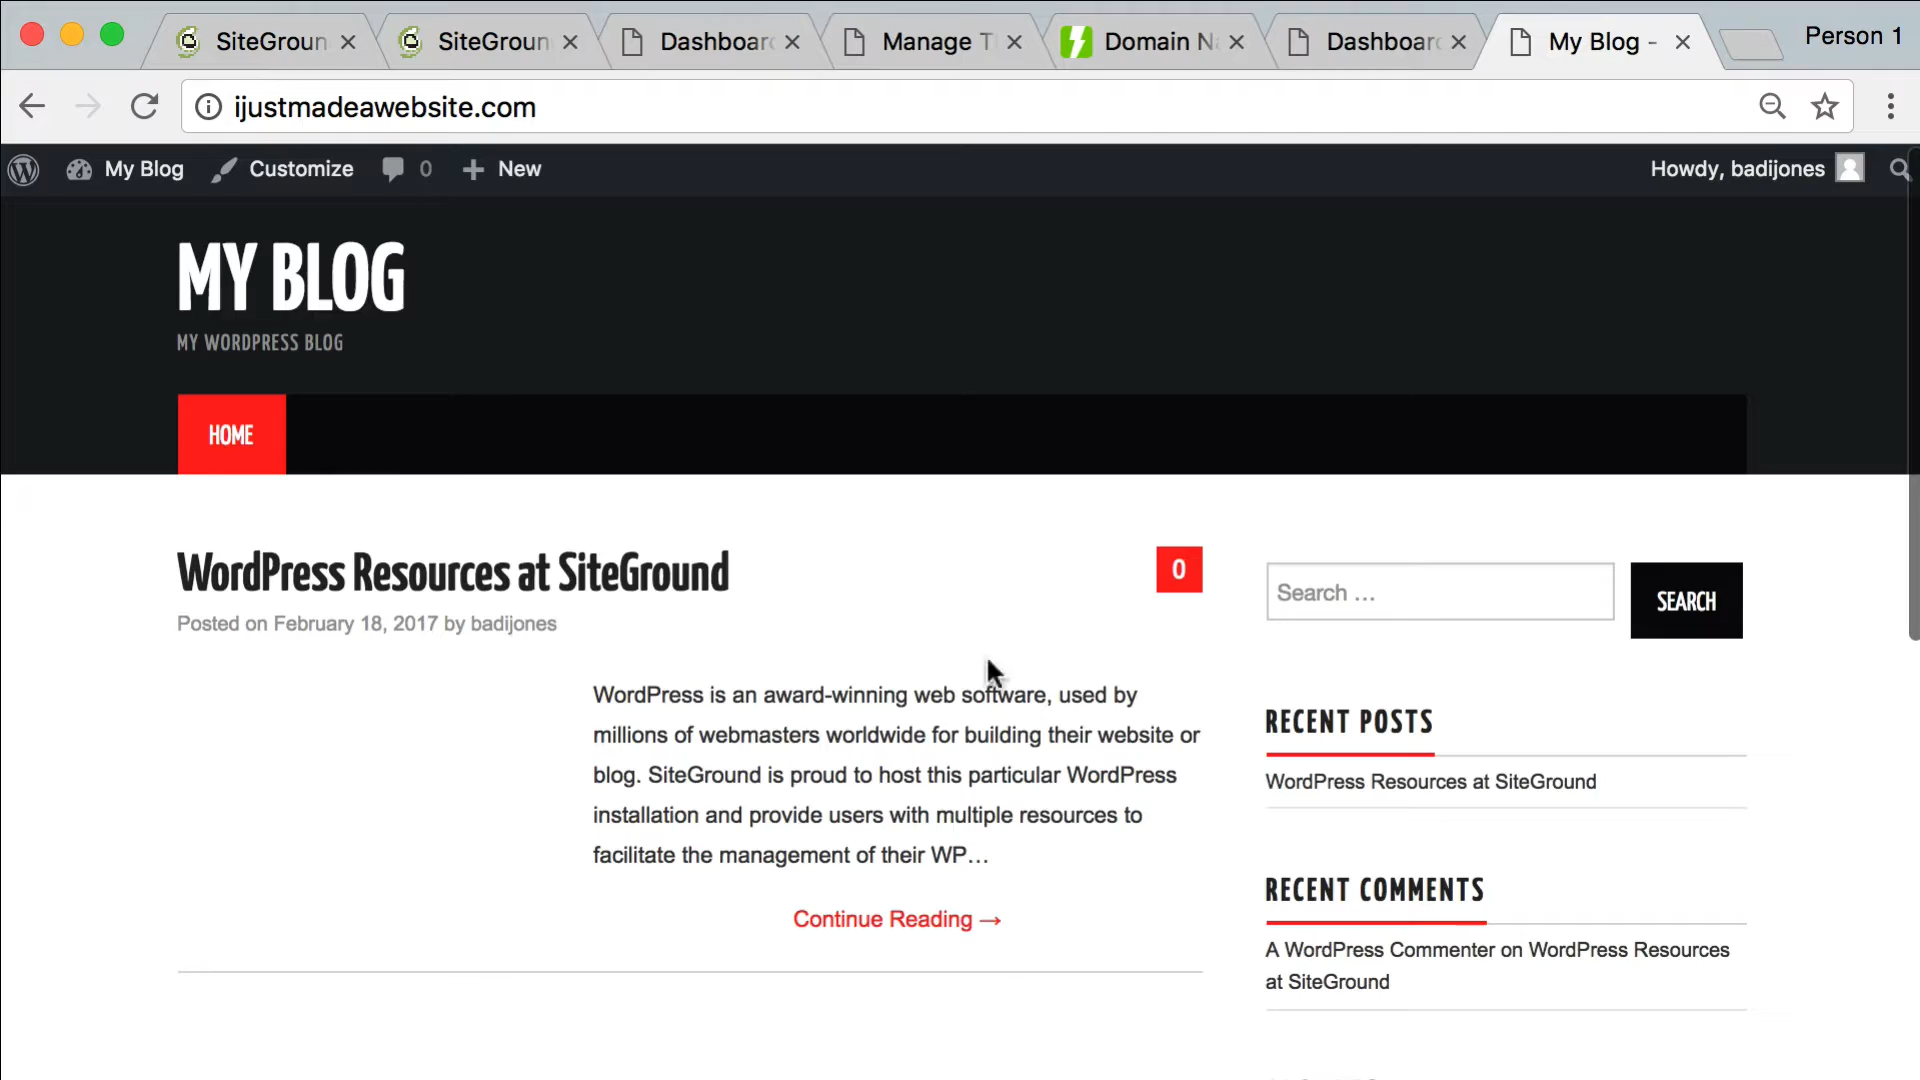 SiteGroun
SiteGroun
Dashboar
Manage T
Domain N
Dashboar
My Blog -
Person 1
ijustmadeawebsite.com
My Blog
Customize
0
New
Howdy, badijones
MY BLOG
MY WORDPRESS BLOG
HOME
WordPress Resources at SiteGround
0
Posted on February 18, 2017 by badijones
WordPress is an award-winning web software, used by
millions of webmasters worldwide for building their website or
blog. SiteGround is proud to host this particular WordPress
installation and provide users with multiple resources to
facilitate the management of their WP…
Continue Reading →
Search …
SEARCH
RECENT POSTS
WordPress Resources at SiteGround
RECENT COMMENTS
A WordPress Commenter on WordPress Resources
at SiteGround